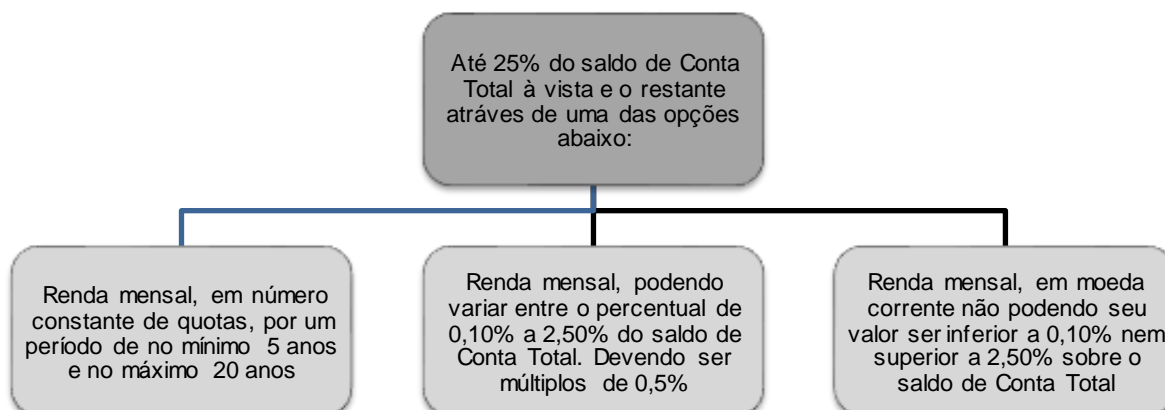 Até 25% do saldo de Conta
Total à vista e o restante
atráves de uma das opções
abaixo:
Renda mensal, em número
constante de quotas, por um
período de no mínimo 5 anos
e no máximo 20 anos
Renda mensal, podendo
variar entre o percentual de
0,10% a 2,50% do saldo de
Conta Total. Devendo ser
múltiplos de 0,5%
Renda mensal, em moeda
corrente não podendo seu
valor ser inferior a 0,10% nem
superior a 2,50% sobre o
saldo de Conta Total